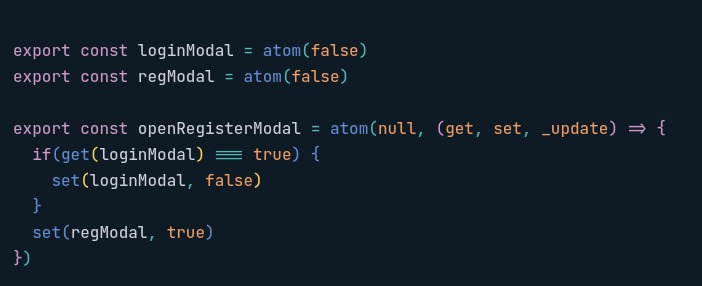 export const loginModal = atom(false)
export const regModal = atom(false)

export const openRegisterModal = atom(null, (get, set, _update) => {
  if(get(loginModal) === true) {
    set(loginModal, false)
  }
  set(regModal, true)
})